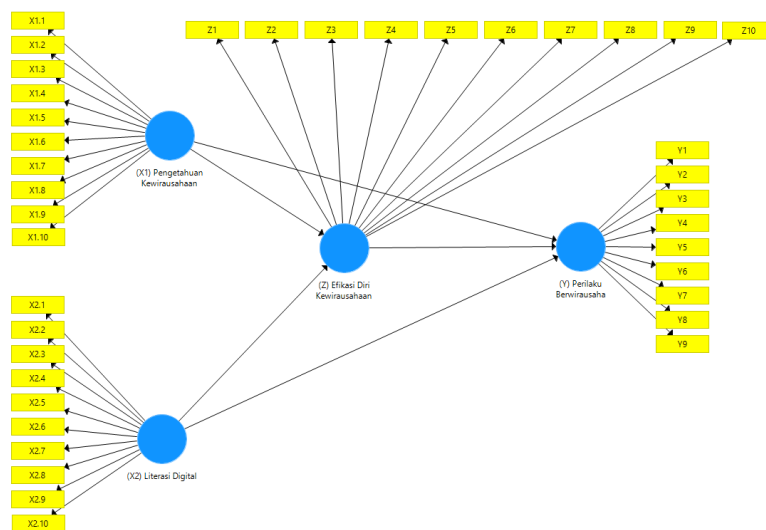 X1.1
X1.2
X1.3
X1.4
X1.5
X1.6
X1.7
X1.8
X1.9
X1.10
(X1) Pengetahuan
Kewirausahaan
Z1
Z2
Z3
Z4
Z5
Z6
Z7
Z8
Z9
Z10
(Z) Efikasi Diri
Kewirausahaan
Y1
Y2
Y3
Y4
Y5
Y6
Y7
Y8
Y9
(Y) Perilaku
Berwirausaha
X2.1
X2.2
X2.3
X2.4
X2.5
X2.6
X2.7
X2.8
X2.9
X2.10
(X2) Literasi Digital